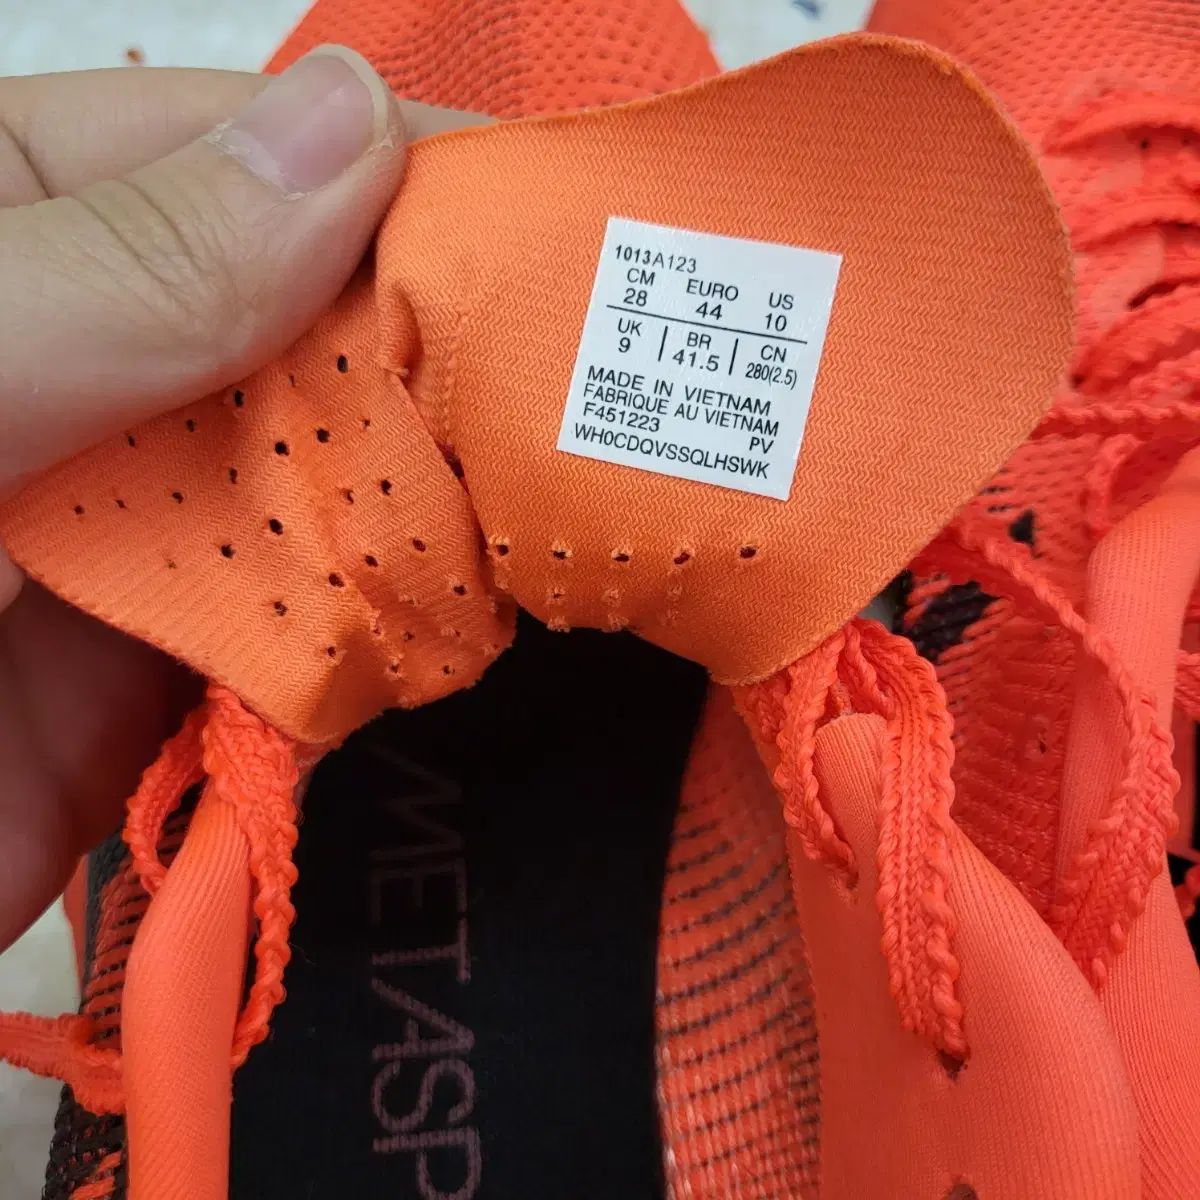 1013A123
CM EURO US
28 44 10
UK BR CN
9 41.5 280(2.5)
MADE IN VIETNAM
FABRIQUE AU VIETNAM
F451223 PV
WH0CDQVSSQLHSWK
METASP